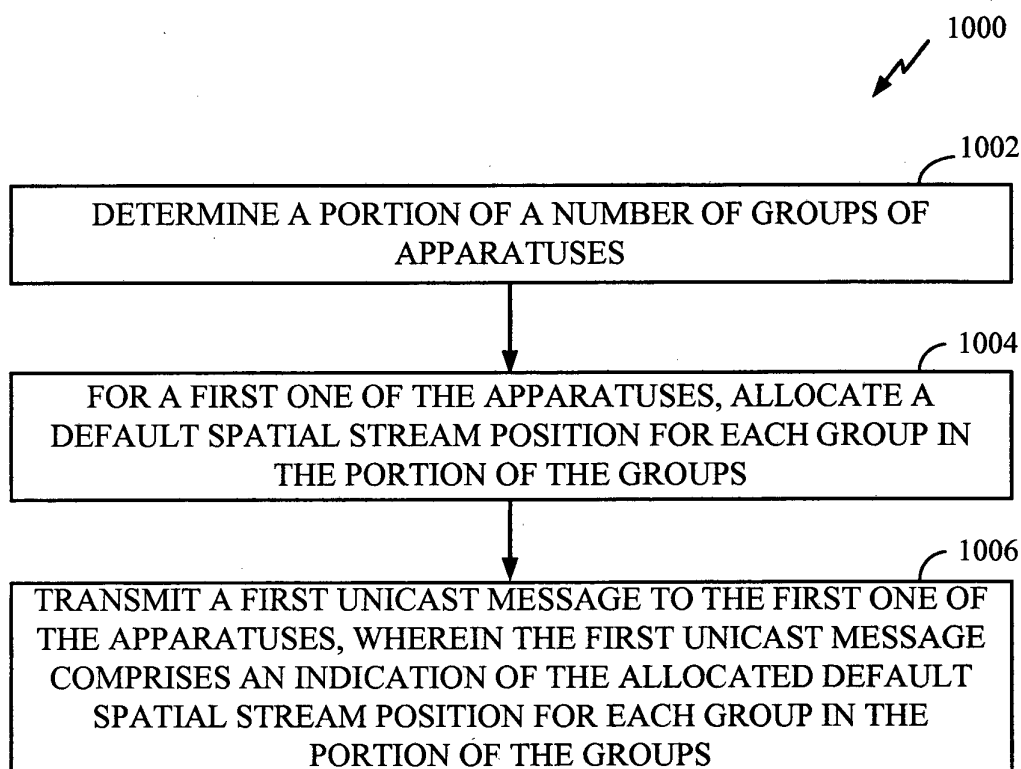 1000
1002
DETERMINE A PORTION OF A NUMBER OF GROUPS OF
APPARATUSES
1004
FOR A FIRST ONE OF THE APPARATUSES, ALLOCATE A
DEFAULT SPATIAL STREAM POSITION FOR EACH GROUP IN
THE PORTION OF THE GROUPS
1006
TRANSMIT A FIRST UNICAST MESSAGE TO THE FIRST ONE OF
THE APPARATUSES, WHEREIN THE FIRST UNICAST MESSAGE
COMPRISES AN INDICATION OF THE ALLOCATED DEFAULT
SPATIAL STREAM POSITION FOR EACH GROUP IN THE
PORTION OF THE GROUPS